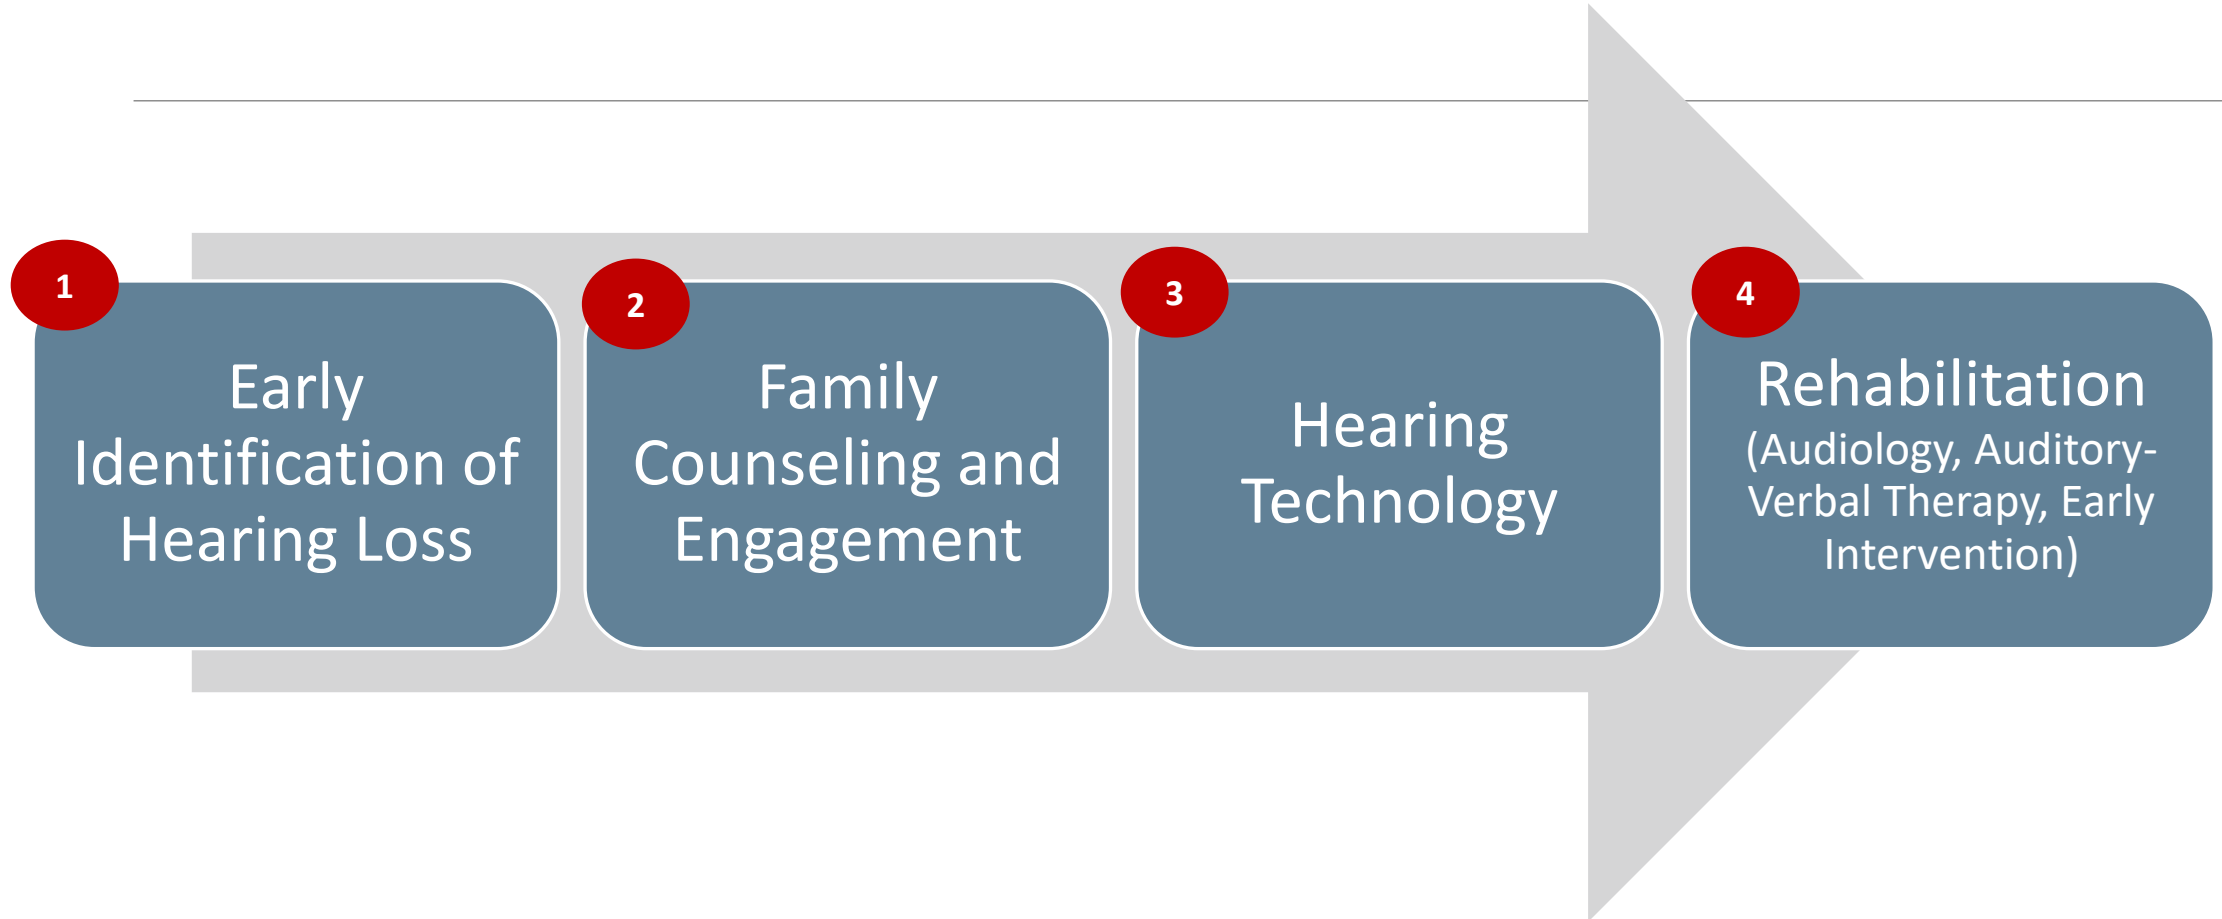 1
Early
Identification of
Hearing Loss
2
Family
Counseling and
Engagement
3
Hearing
Technology
4
Rehabilitation
(Audiology, Auditory-
Verbal Therapy, Early
Intervention)